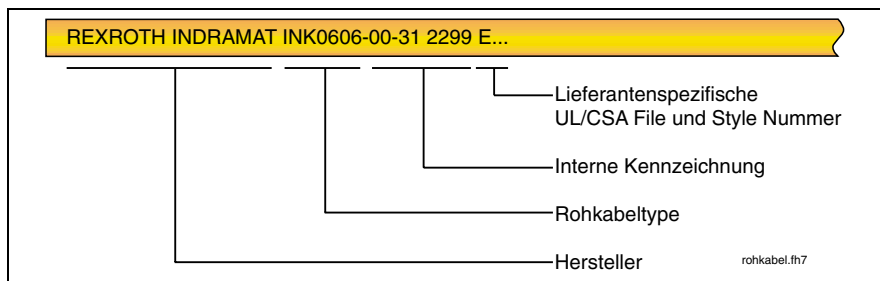 REXROTH INDRAMAT INK0606-00-31 2299 E...
Lieferantenspezifische
UL/CSA File und Style Nummer
Interne Kennzeichnung
Rohkabeltype
Hersteller
rohkabel.fh7